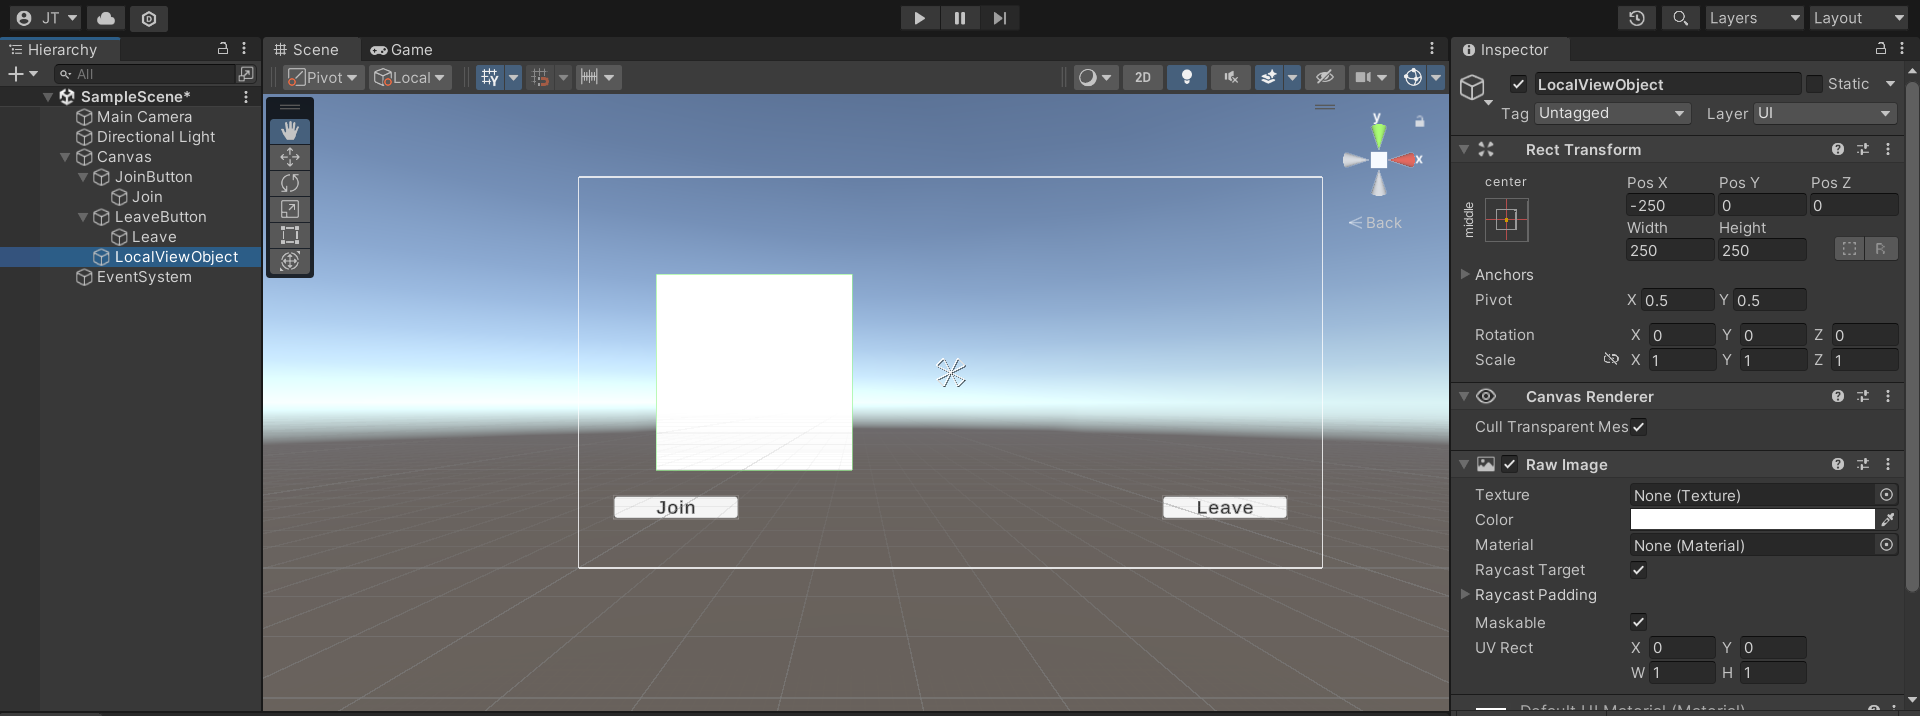 JT
Layers
Layout
Hierarchy
All
SampleScene*
Main Camera
Directional Light
Canvas
JoinButton
Join
LeaveButton
Leave
LocalViewObject
EventSystem
Scene
Game
Pivot
Local
2D
y
x
Back
Join
Leave
Inspector
LocalViewObject
Static
Tag Untagged Layer UI
Rect Transform
center
middle
Pos X Pos Y Pos Z
-250 0 0
Width Height
250 250 R
Anchors
Pivot X 0.5 Y 0.5
Rotation X 0 Y 0 Z 0
Scale X 1 Y 1 Z 1
Canvas Renderer
Cull Transparent Mes
Raw Image
Texture None (Texture)
Color
Material None (Material)
Raycast Target
Raycast Padding
Maskable
UV Rect X 0 Y 0
W 1 H 1
Default UI Material (Material)